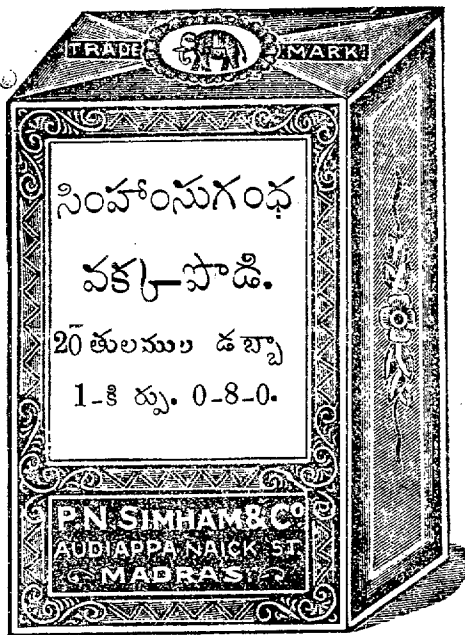 TRADE MARK
సింహాంసుగంధ
వక్క–పొడి.
20 తులముల డబ్బా
1-కి ర్పు. 0-8-0.
P.N. SIMHAM & Co
AUDIAPPA NAICK ST.
MADRAS.